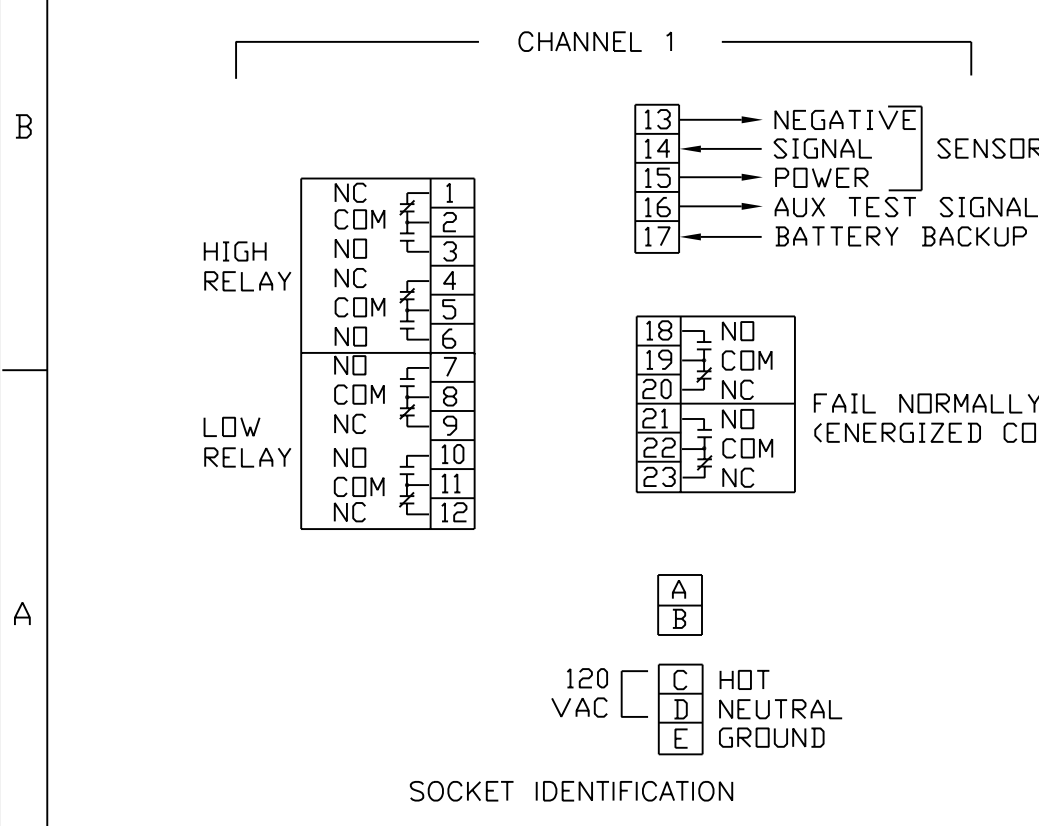 CHANNEL 1
B
13 NEGATIVE
14 SIGNAL
15 POWER
SENSOR
16 AUX TEST SIGNAL
17 BATTERY BACKUP
HIGH
RELAY
NC 1
COM 2
NO 3
NC 4
COM 5
NO 6
LOW
RELAY
NO 7
COM 8
NC 9
NO 10
COM 11
NC 12
18 NO
19 COM
20 NC
21 NO
22 COM
23 NC
FAIL NORMALLY
(ENERGIZED CO
A
A
B
120
VAC
C HOT
D NEUTRAL
E GROUND
SOCKET IDENTIFICATION